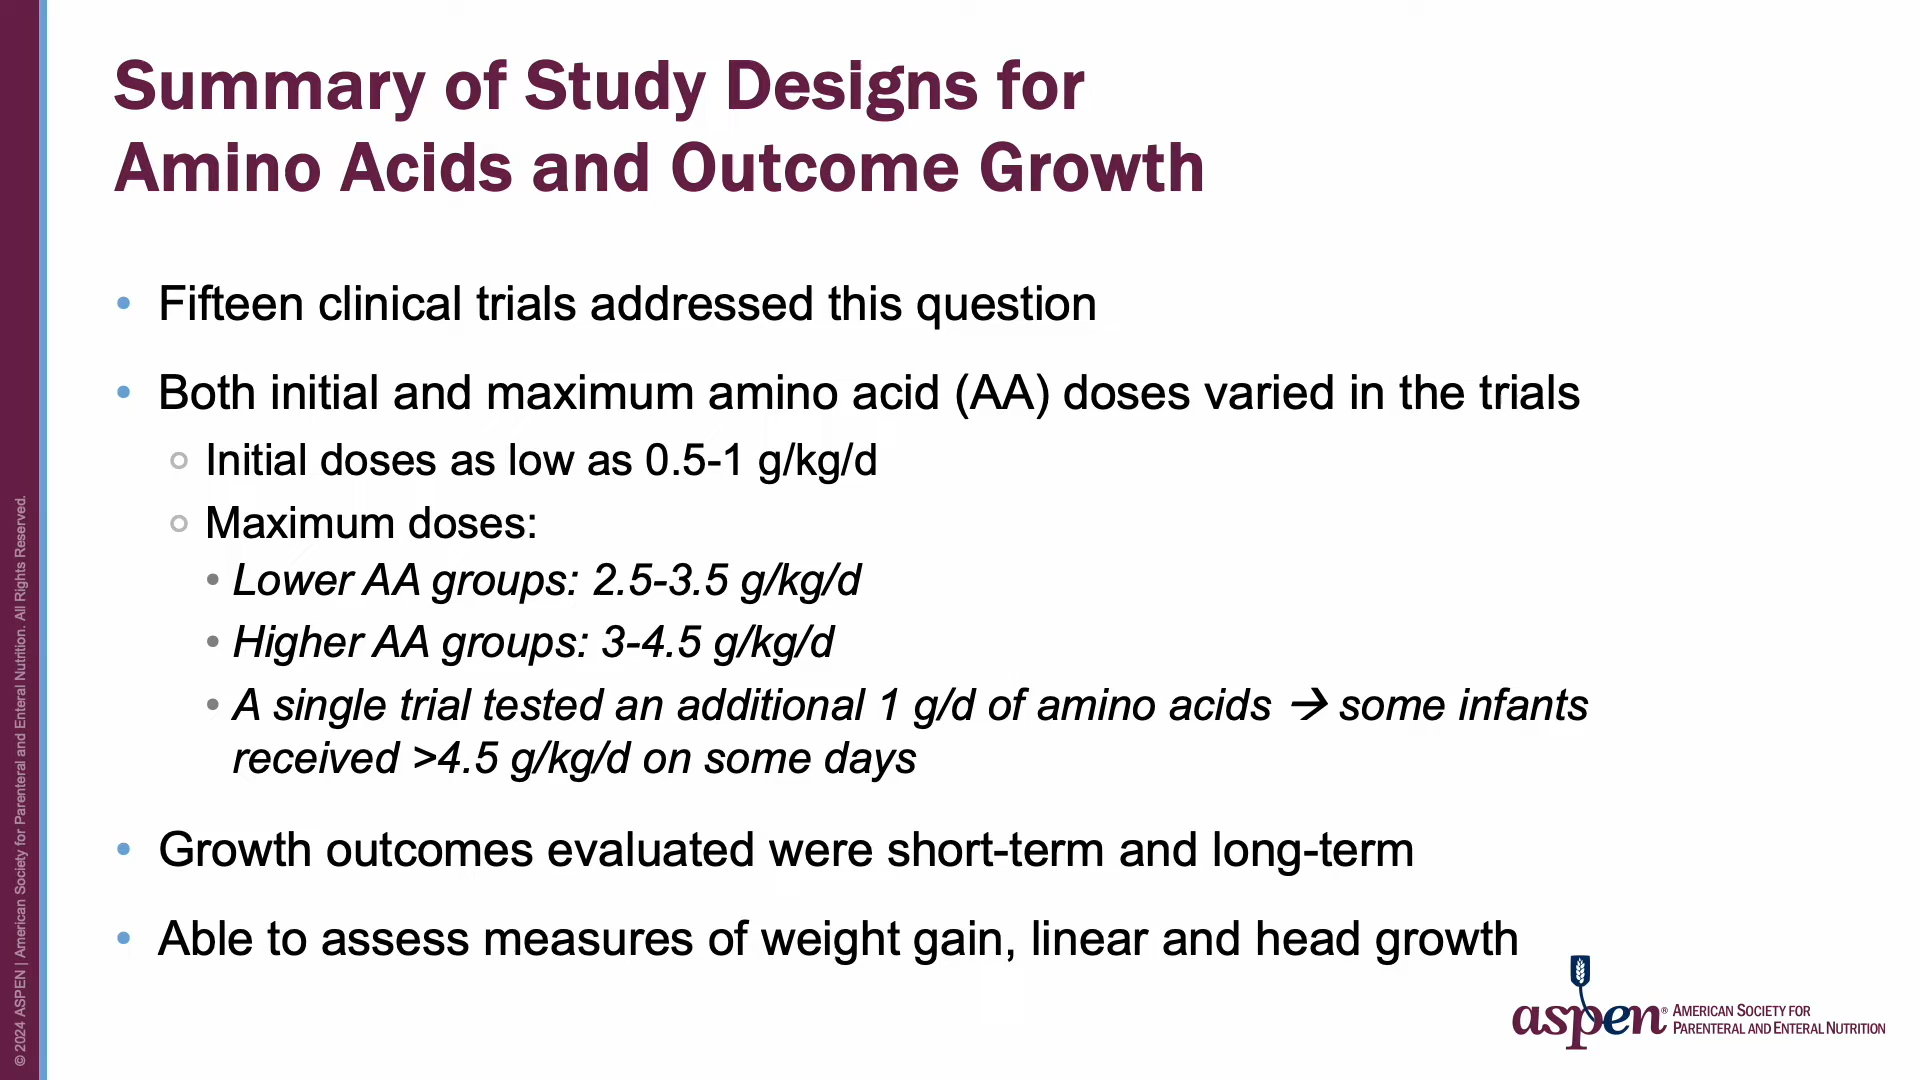 Summary of Study Designs for
Amino Acids and Outcome Growth
• Fifteen clinical trials addressed this question
• Both initial and maximum amino acid (AA) doses varied in the trials
○ Initial doses as low as 0.5-1 g/kg/d
○ Maximum doses:
• Lower AA groups: 2.5-3.5 g/kg/d
• Higher AA groups: 3-4.5 g/kg/d
• A single trial tested an additional 1 g/d of amino acids → some infants
received >4.5 g/kg/d on some days
• Growth outcomes evaluated were short-term and long-term
• Able to assess measures of weight gain, linear and head growth
© 2024 ASPEN | American Society for Parenteral and Enteral Nutrition. All Rights Reserved.
aspen®
AMERICAN SOCIETY FOR
PARENTERAL AND ENTERAL NUTRITION